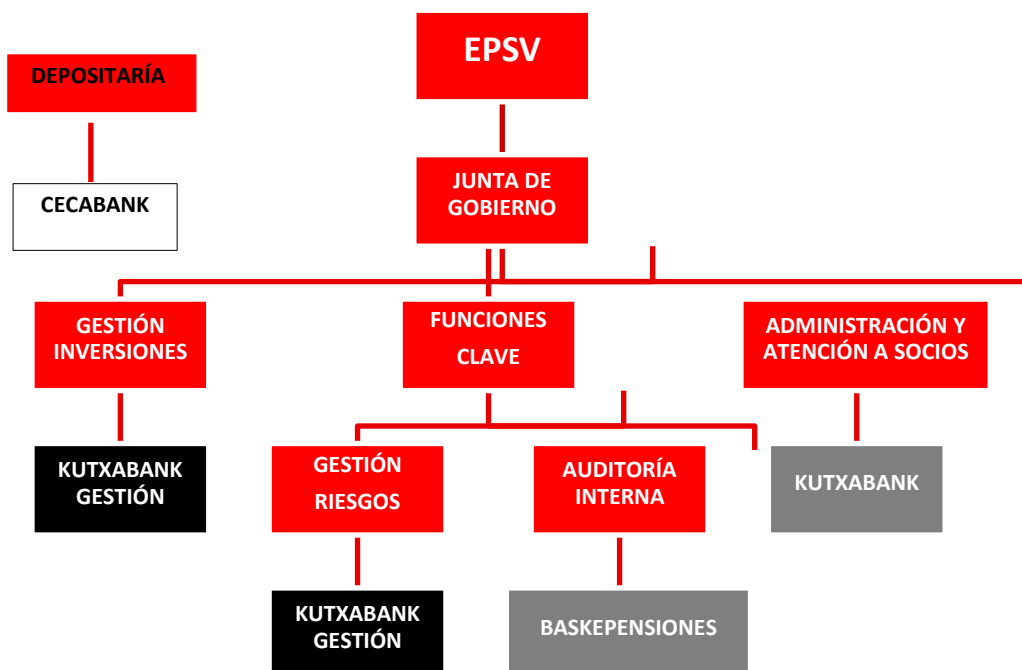 EPSV
DEPOSITARÍA
JUNTA DE
GOBIERNO
CECABANK
GESTIÓN
INVERSIONES
FUNCIONES
CLAVE
ADMINISTRACIÓN Y
ATENCIÓN A SOCIOS
KUTXABANK
GESTIÓN
GESTIÓN
RIESGOS
AUDITORÍA
INTERNA
KUTXABANK
KUTXABANK
GESTIÓN
BASKEPENSIONES